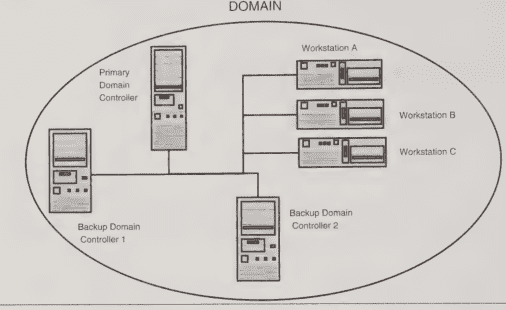 DOMAIN
Workstation A
Primary
Domain
Controller
Workstation B
Workstation C
Backup Domain
Controller 1
Backup Domain
Controller 2